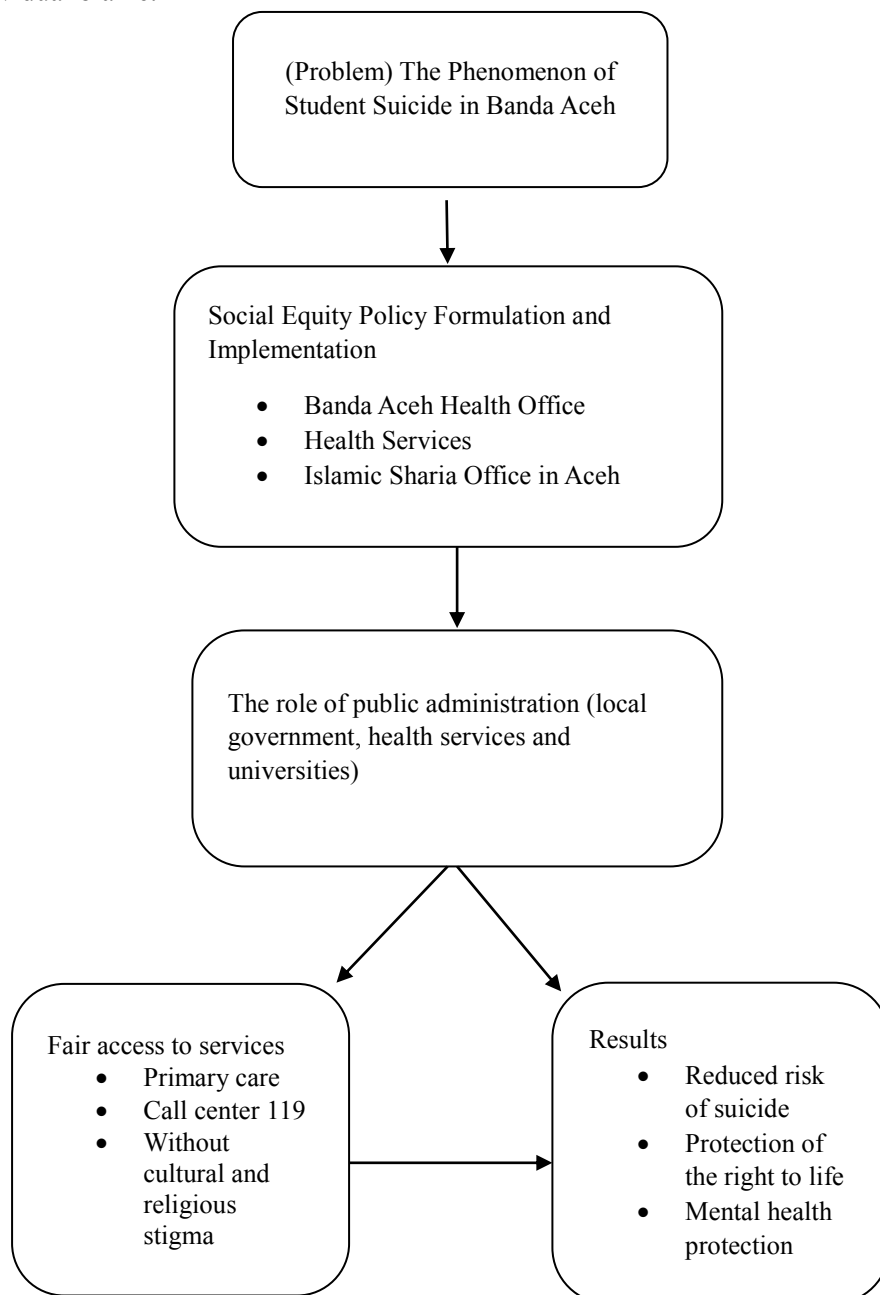 (Problem) The Phenomenon of
Student Suicide in Banda Aceh
Social Equity Policy Formulation and
Implementation
• Banda Aceh Health Office
• Health Services
• Islamic Sharia Office in Aceh
The role of public administration (local
government, health services and
universities)
Fair access to services
• Primary care
• Call center 119
• Without
cultural and
religious
stigma
Results
• Reduced risk
of suicide
• Protection of
the right to life
• Mental health
protection